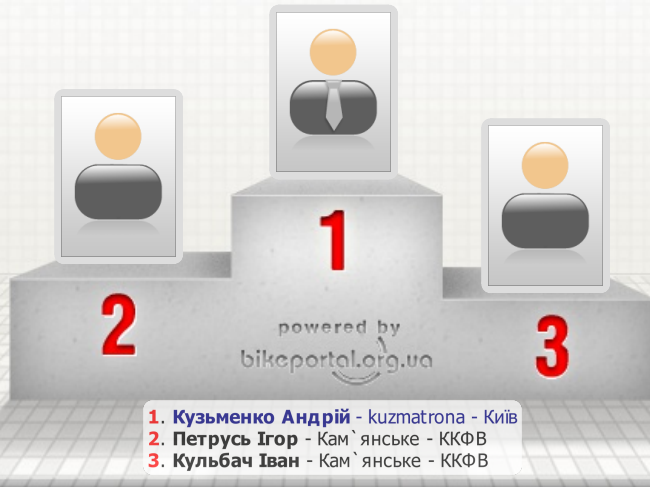 1
2
3
powered by
bikeportal.org.ua
1. Кузьменко Андрій - kuzmatrona - Київ
2. Петрусь Ігор - Кам`янське - ККФВ
3. Кульбач Іван - Кам`янське - ККФВ